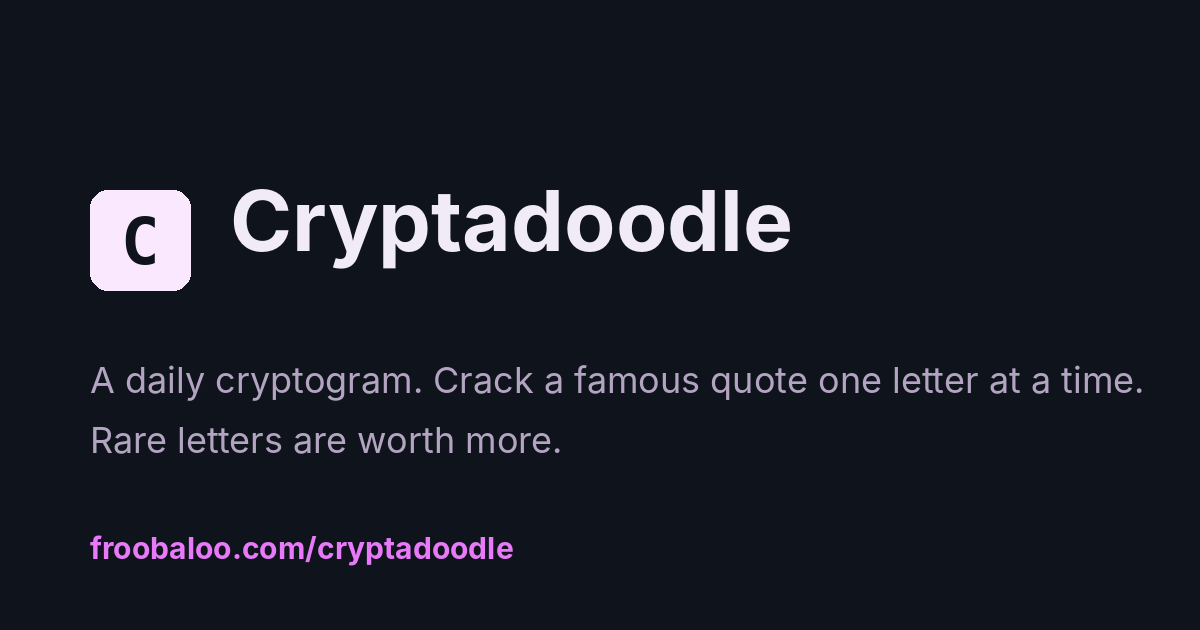 C
Cryptadoodle
A daily cryptogram. Crack a famous quote one letter at a time.
Rare letters are worth more.
froobaloo.com/cryptadoodle